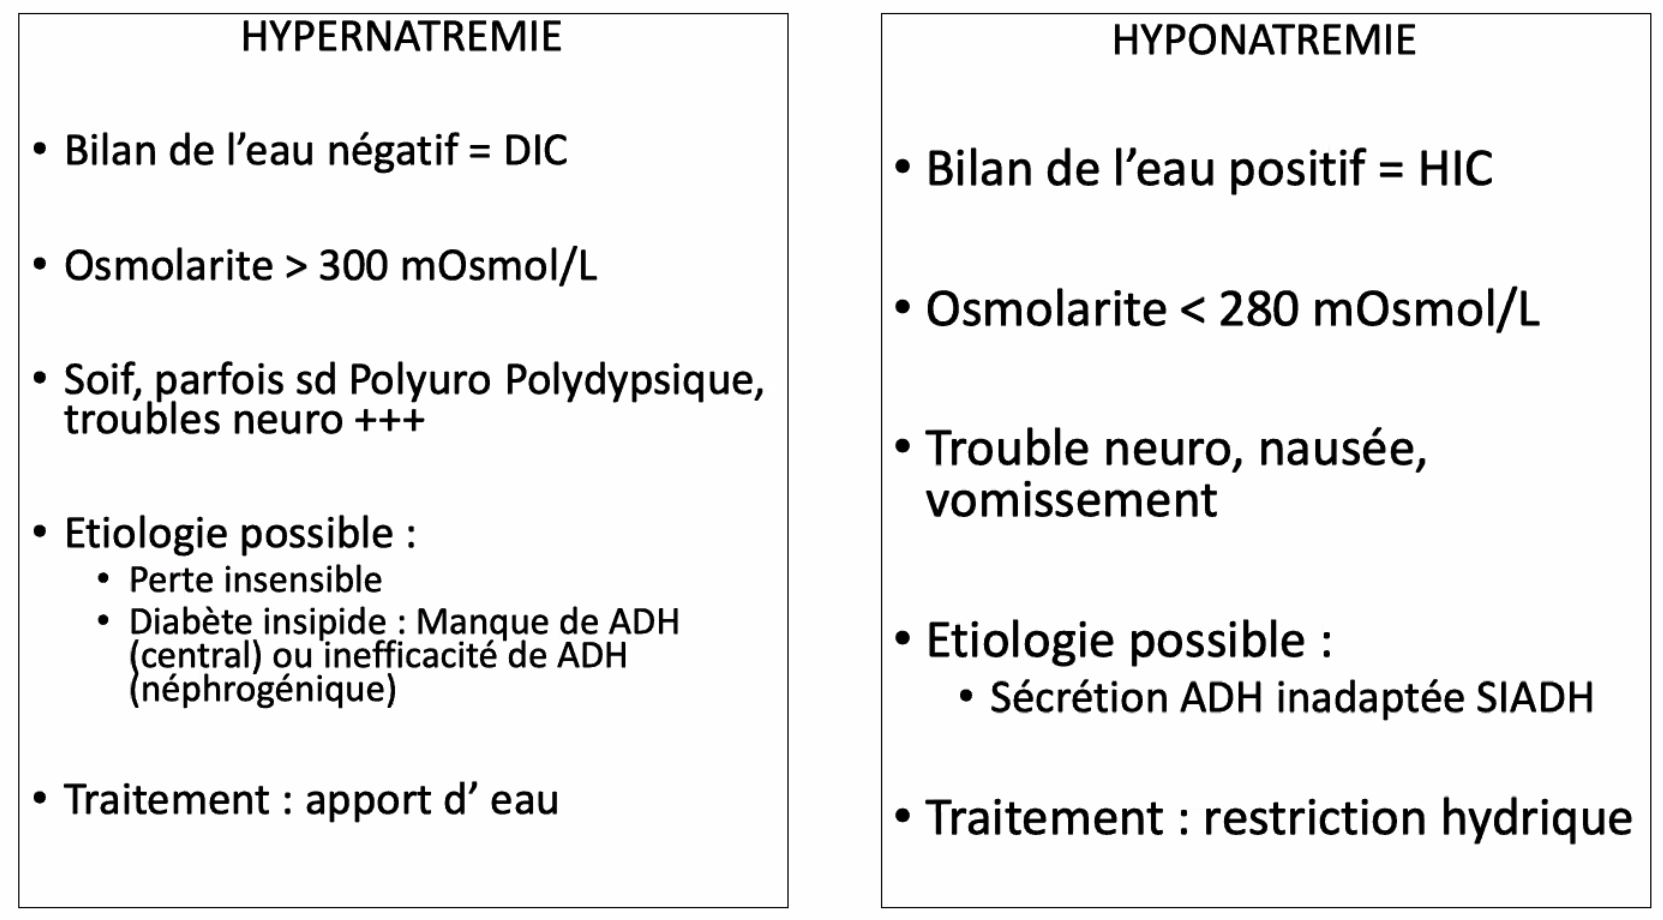 HYPERNATREMIE
• Bilan de l’eau négatif = DIC
• Osmolarite > 300 mOsmol/L
• Soif, parfois sd Polyuro Polydypsique,
troubles neuro +++
• Etiologie possible :
• Perte insensible
• Diabète insipide : Manque de ADH
(central) ou inefficacité de ADH
(néphrogénique)
• Traitement : apport d’ eau
HYPONATREMIE
• Bilan de l’eau positif = HIC
• Osmolarite < 280 mOsmol/L
• Trouble neuro, nausée,
vomissement
• Etiologie possible :
• Sécrétion ADH inadaptée SIADH
• Traitement : restriction hydrique